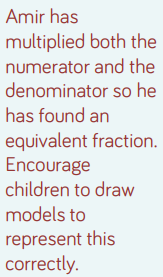 Amir has
multiplied both the
numerator and the
denominator so he
has found an
equivalent fraction.
Encourage
children to draw
models to
represent this
correctly.